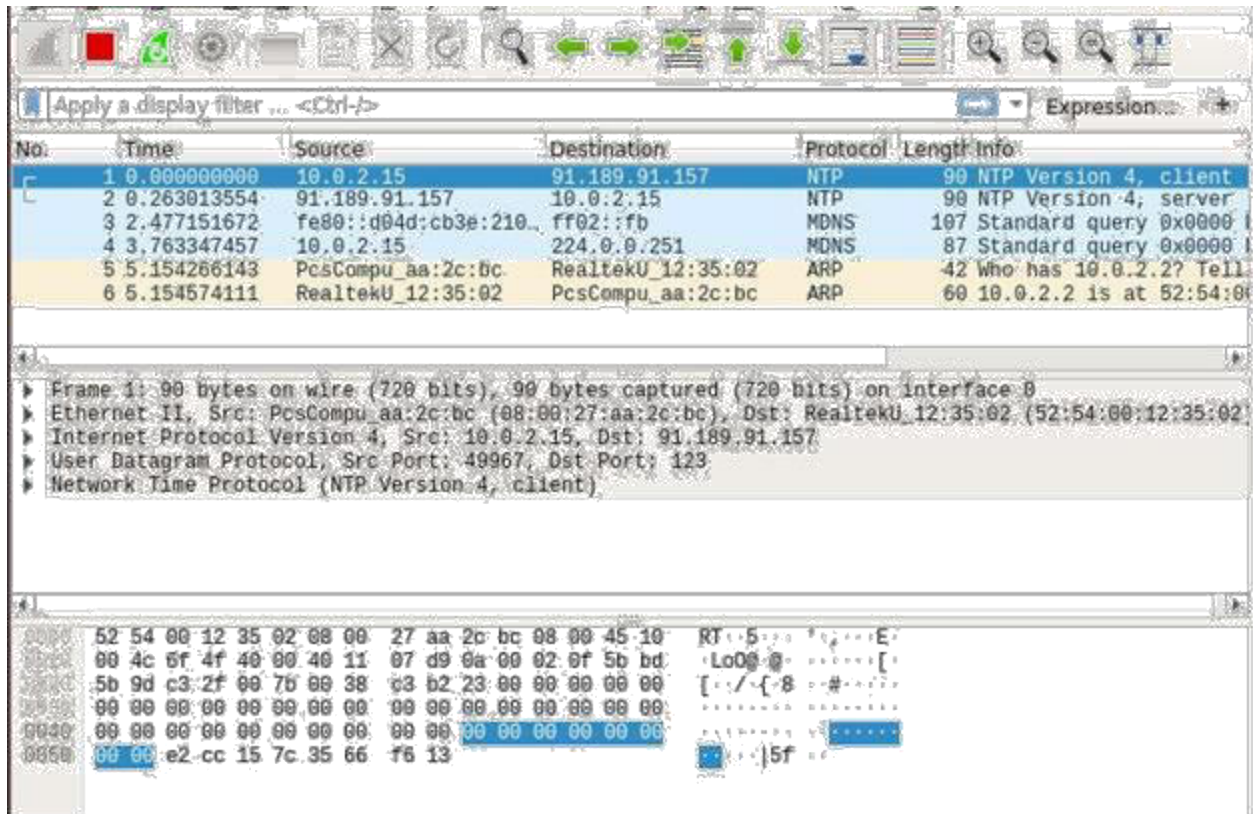 Apply a display filter ... <Ctrl-/> Expression... +
No. Time Source Destination Protocol Length Info
1 0.000000000 10.0.2.15 91.189.91.157 NTP 90 NTP Version 4, client
2 0.263013554 91.189.91.157 10.0.2.15 NTP 90 NTP Version 4, server
3 2.477151672 fe80::d04d:cb3e:210… ff02::fb MDNS 107 Standard query 0x0000
4 3.763347457 10.0.2.15 224.0.0.251 MDNS 87 Standard query 0x0000
5 5.154266143 PcsCompu_aa:2c:bc RealtekU_12:35:02 ARP 42 Who has 10.0.2.2? Tell
6 5.154574111 RealtekU_12:35:02 PcsCompu_aa:2c:bc ARP 60 10.0.2.2 is at 52:54:0
Frame 1: 90 bytes on wire (720 bits), 90 bytes captured (720 bits) on interface 0
Ethernet II, Src: PcsCompu_aa:2c:bc (08:00:27:aa:2c:bc), Dst: RealtekU_12:35:02 (52:54:00:12:35:02)
Internet Protocol Version 4, Src: 10.0.2.15, Dst: 91.189.91.157
User Datagram Protocol, Src Port: 49967, Dst Port: 123
Network Time Protocol (NTP Version 4, client)
52 54 00 12 35 02 08 00 27 aa 2c bc 08 00 45 10 RT··5···'·,···E·
00 4c 6f 4f 40 00 40 11 07 d9 0a 00 02 0f 5b bd ·LoO@·@·······[·
5b 9d c3 2f 00 7b 00 38 c3 b2 23 00 00 00 00 00 [··/·{·8··#·····
00 00 00 00 00 00 00 00 00 00 00 00 00 00 00 00 ················
0040 00 00 00 00 00 00 00 00 00 00 00 00 00 00 00 00 ················
0050 00 00 e2 cc 15 7c 35 66 f6 13 ·····|5f··